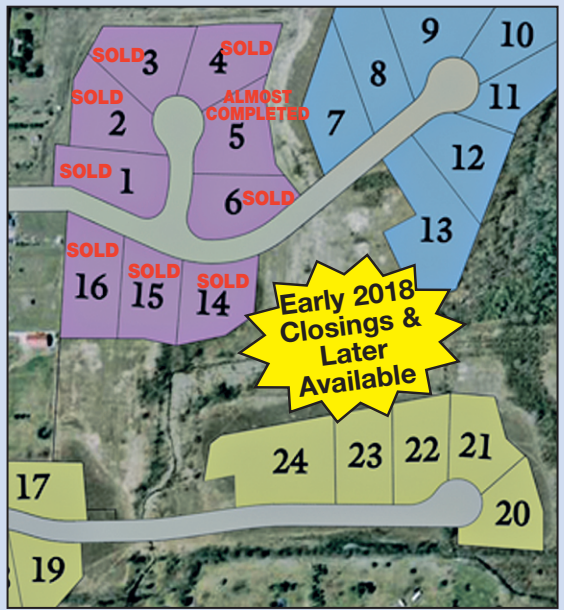 9
10
SOLD 3
SOLD
4
8
11
SOLD
2
ALMOST
COMPLETED
5
7
12
SOLD 1
6 SOLD
13
SOLD
16
SOLD
15
SOLD
14
Early 2018
Closings &
Later
Available
24
23
22
21
20
17
19